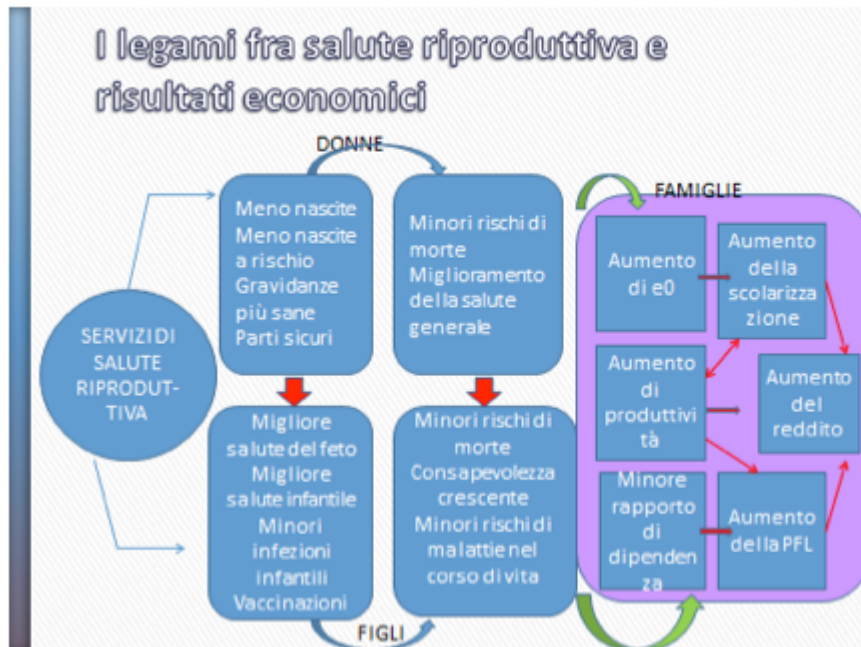 I legami fra salute riproduttiva e
risultati economici
DONNE
SERVIZI DI
SALUTE
RIPRODUT-
TIVA
Meno nascite
Meno nascite
a rischio
Gravidanze
più sane
Parti sicuri
Minori rischi di
morte
Miglioramento
della salute
generale
Migliore
salute del feto
Migliore
salute infantile
Minori
infezioni
infantili
Vaccinazioni
Minori rischi di
morte
Consapevolezza
crescente
Minori rischi di
malattie nel
corso di vita
FIGLI
FAMIGLIE
Aumento
di e0
Aumento
della
scolarizza
zione
Aumento
di
produttivi
tà
Aumento
del
reddito
Minore
rapporto
di
dipenden
za
Aumento
della PFL